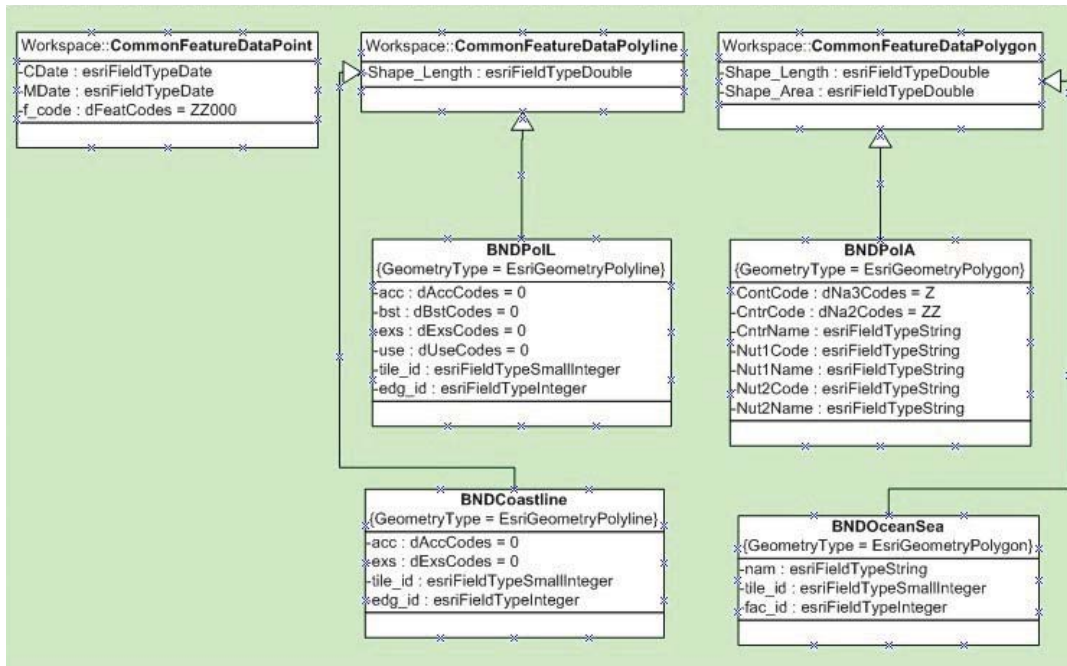 Workspace::CommonFeatureDataPoint
-CDate : esriFieldTypeDate
-MDate : esriFieldTypeDate
-f_code : dFeatCodes = ZZ000
Workspace::CommonFeatureDataPolyline
-Shape_Length : esriFieldTypeDouble
Workspace::CommonFeatureDataPolygon
-Shape_Length : esriFieldTypeDouble
-Shape_Area : esriFieldTypeDouble
BNDPolL
{GeometryType = EsriGeometryPolyline}
-acc : dAccCodes = 0
-bst : dBstCodes = 0
-exs : dExsCodes = 0
-use : dUseCodes = 0
-tile_id : esriFieldTypeSmallInteger
-edg_id : esriFieldTypeInteger
BNDPolA
{GeometryType = EsriGeometryPolygon}
-ContCode : dNa3Codes = Z
-CntrCode : dNa2Codes = ZZ
-CntrName : esriFieldTypeString
-Nut1Code : esriFieldTypeString
-Nut1Name : esriFieldTypeString
-Nut2Code : esriFieldTypeString
-Nut2Name : esriFieldTypeString
BNDCoastline
{GeometryType = EsriGeometryPolyline}
-acc : dAccCodes = 0
-exs : dExsCodes = 0
-tile_id : esriFieldTypeSmallInteger
-edg_id : esriFieldTypeInteger
BNDOceanSea
{GeometryType = EsriGeometryPolygon}
-nam : esriFieldTypeString
-tile_id : esriFieldTypeSmallInteger
-fac_id : esriFieldTypeInteger